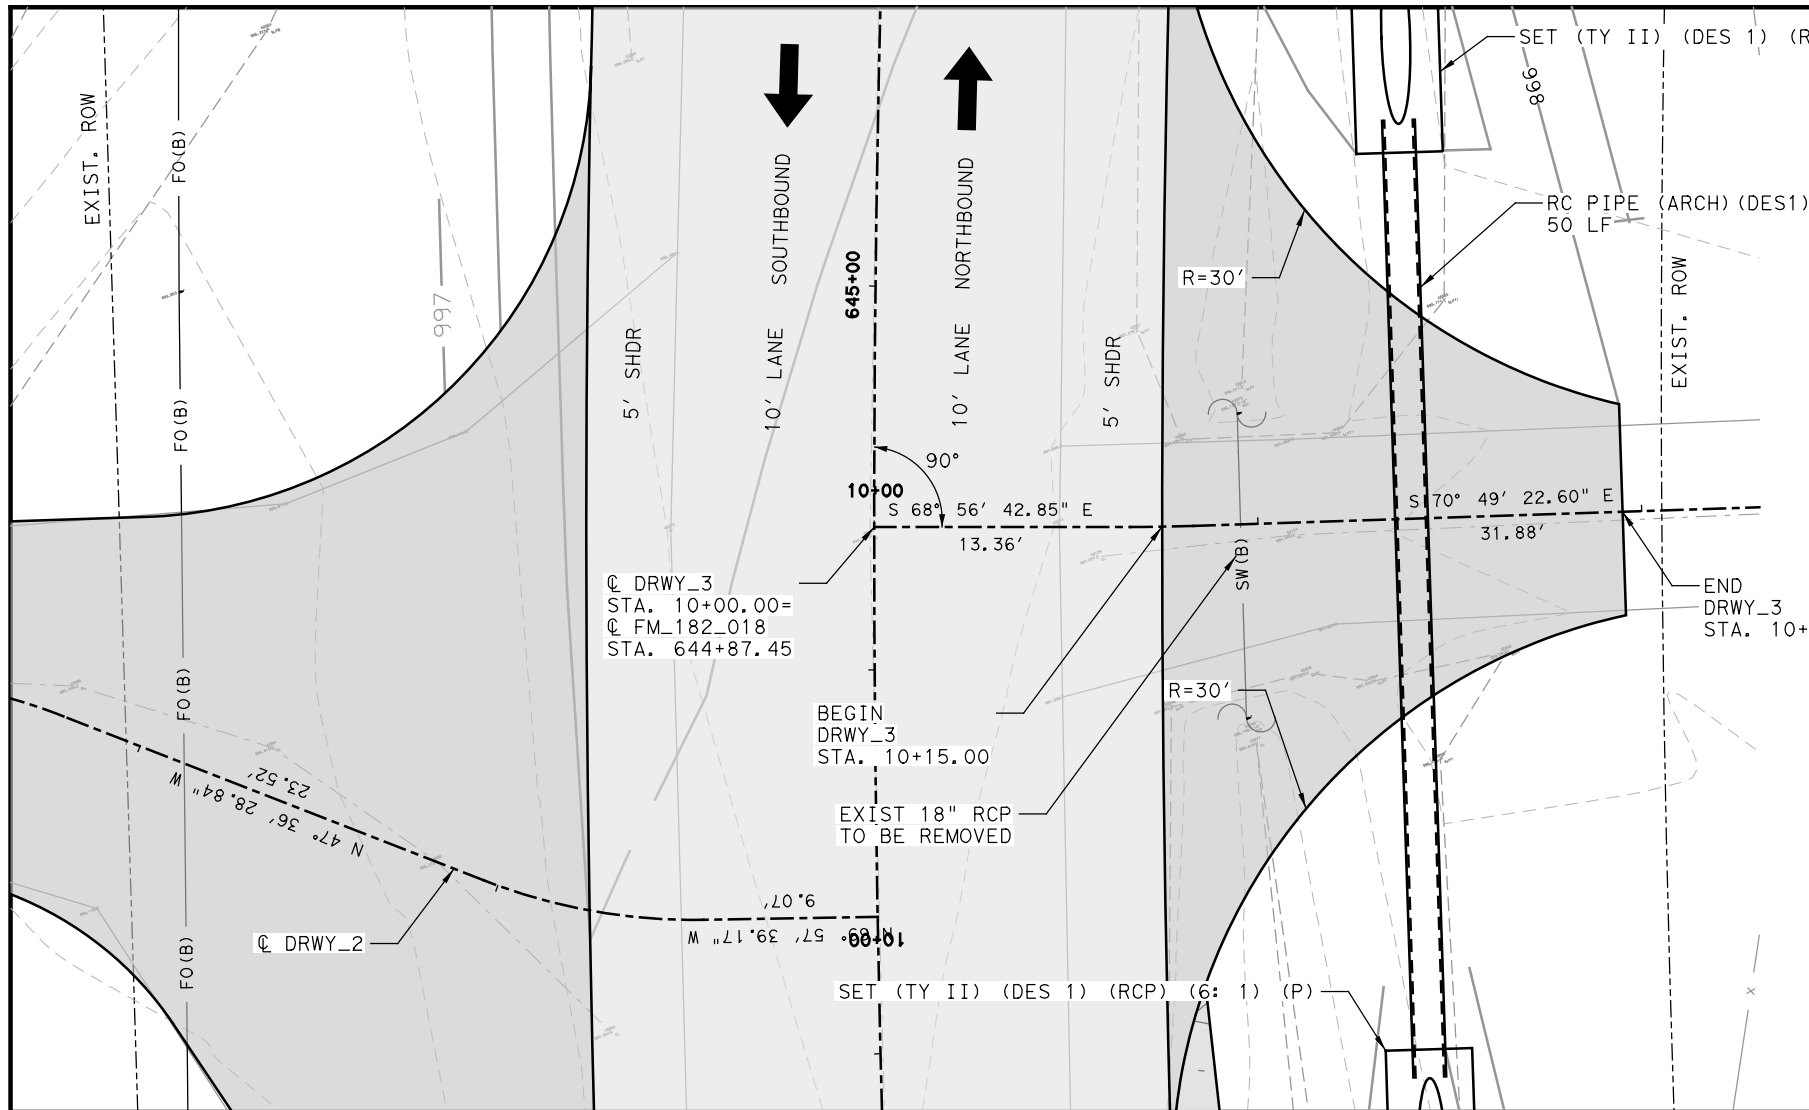 SET (TY II) (DES 1) (R
EXIST. ROW
FO(B)
998
SOUTHBOUND
NORTHBOUND
RC PIPE (ARCH)(DES1)
50 LF
R=30'
645+00
997
EXIST. ROW
5' SHDR
10' LANE
10' LANE
5' SHDR
FO(B)
90°
10+00
S 68° 56' 42.85" E
13.36'
S 70° 49' 22.60" E
31.88'
SW(B)
℄ DRWY_3
STA. 10+00.00=
℄ FM_182_018
STA. 644+87.45
END
DRWY_3
STA. 10+
FO(B)
R=30'
BEGIN
DRWY_3
STA. 10+15.00
23.52'
N 47° 36' 28.84" W
EXIST 18" RCP
TO BE REMOVED
9.07'
N 69° 57' 39.17" W
10+00
℄ DRWY_2
FO(B)
SET (TY II) (DES 1) (RCP) (6: 1) (P)